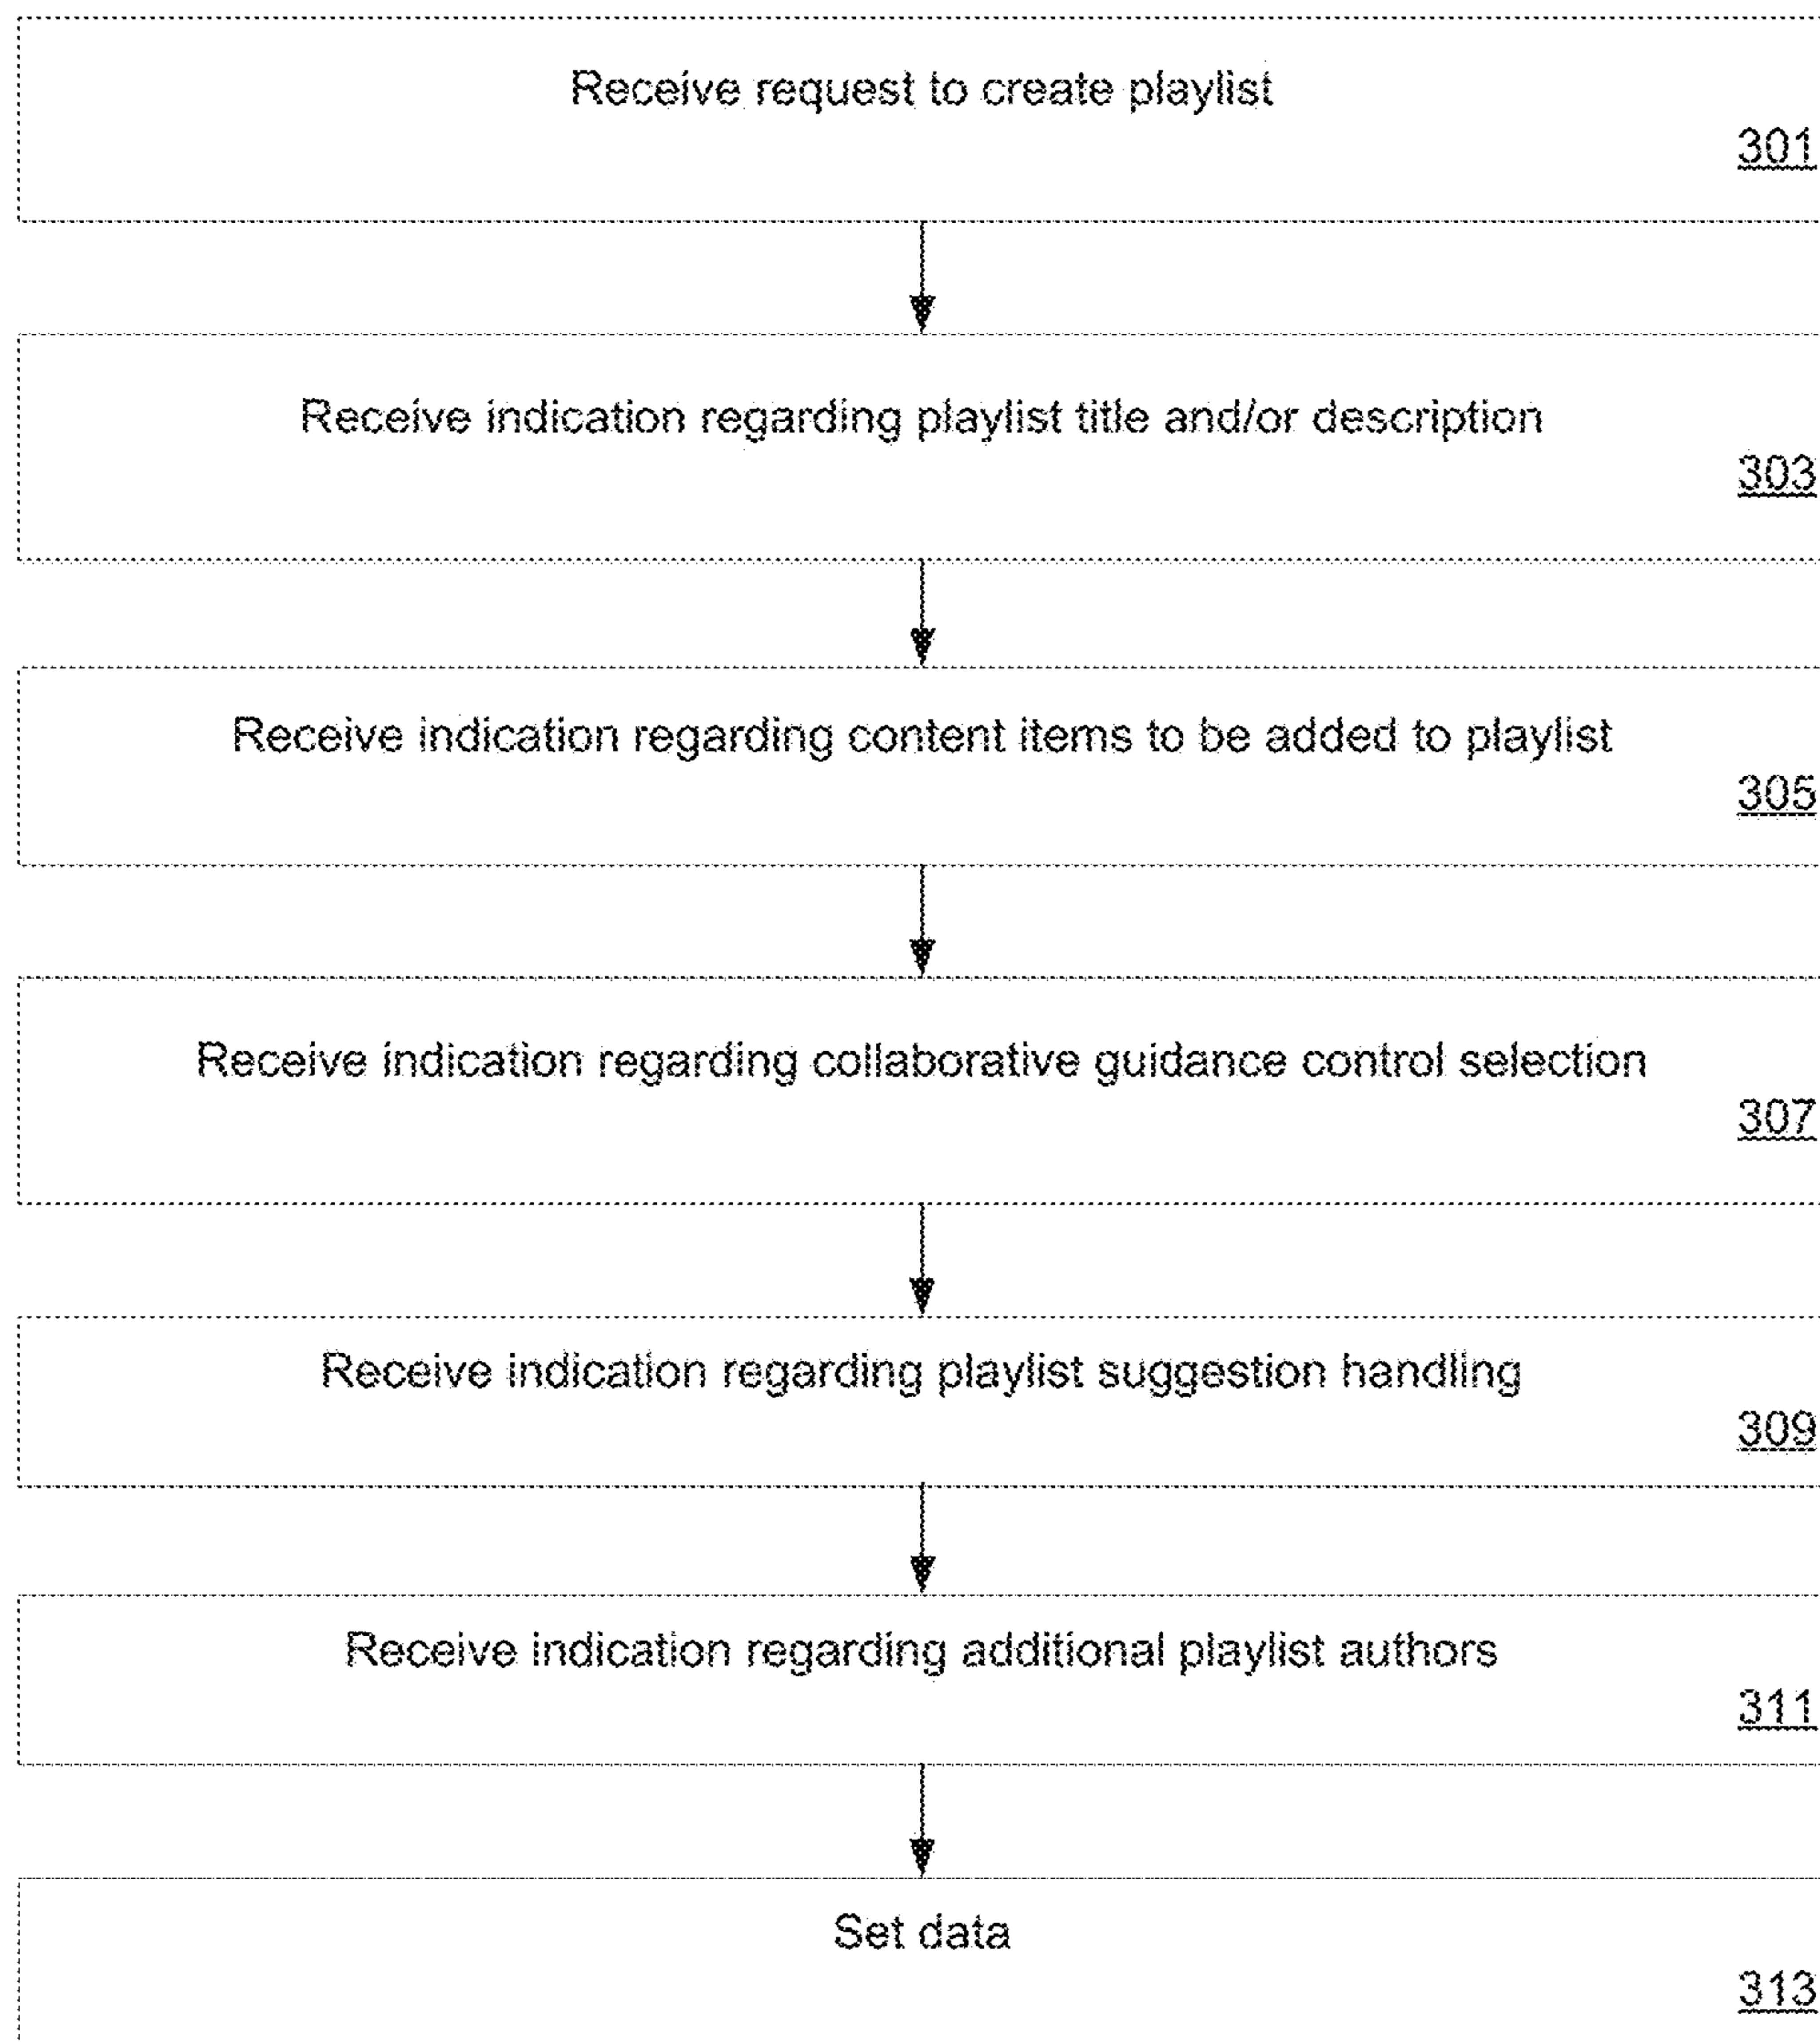 Receive request to create playlist
301
Receive indication regarding playlist title and/or description
303
Receive indication regarding content items to be added to playlist
305
Receive indication regarding collaborative guidance control selection
307
Receive indication regarding playlist suggestion handling
309
Receive indication regarding additional playlist authors
311
Set data
313